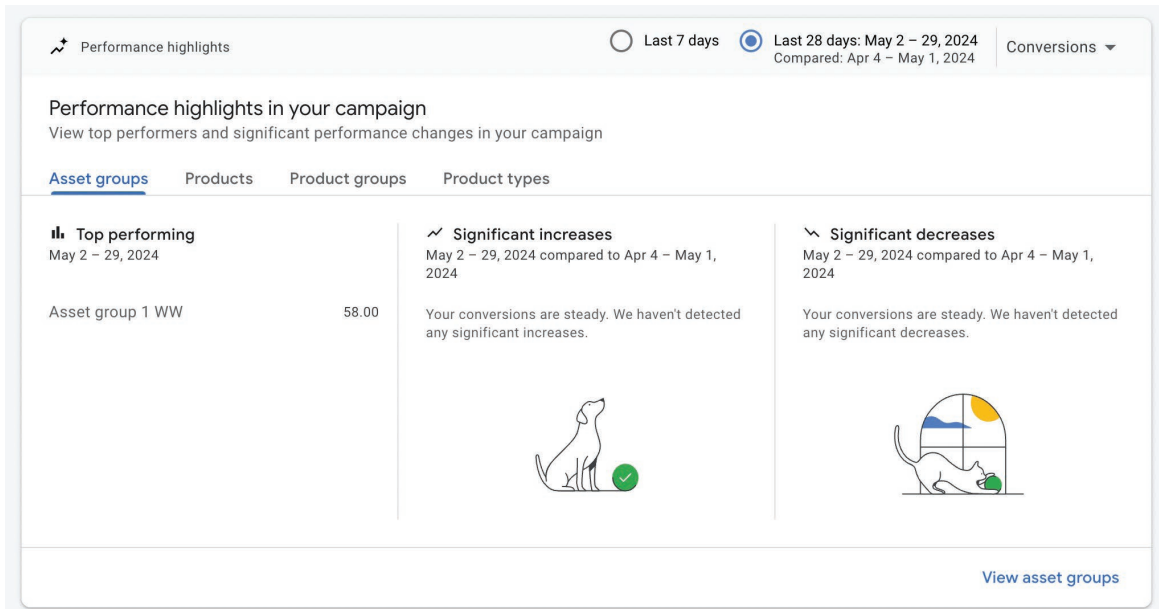 Performance highlights
Last 7 days
Last 28 days: May 2 – 29, 2024
Compared: Apr 4 – May 1, 2024
Conversions
Performance highlights in your campaign
View top performers and significant performance changes in your campaign
Asset groups Products Product groups Product types
Top performing
May 2 – 29, 2024
Asset group 1 WW 58.00
Significant increases
May 2 – 29, 2024 compared to Apr 4 – May 1,
2024
Your conversions are steady. We haven't detected
any significant increases.
Significant decreases
May 2 – 29, 2024 compared to Apr 4 – May 1,
2024
Your conversions are steady. We haven't detected
any significant decreases.
View asset groups